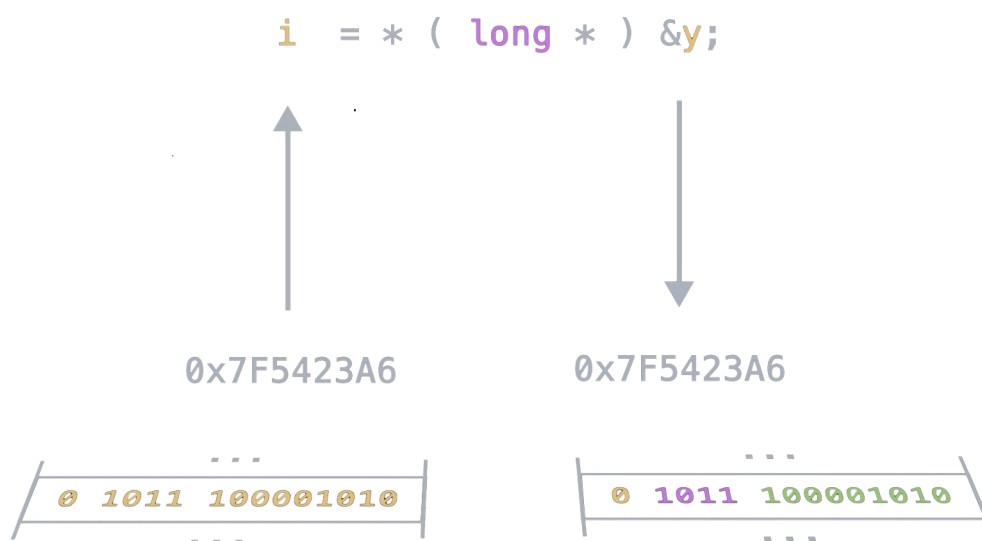 i = * ( long * ) &y;
0x7F5423A6 0x7F5423A6
...  ...
0 1011 100001010 0 1011 100001010
...  ...